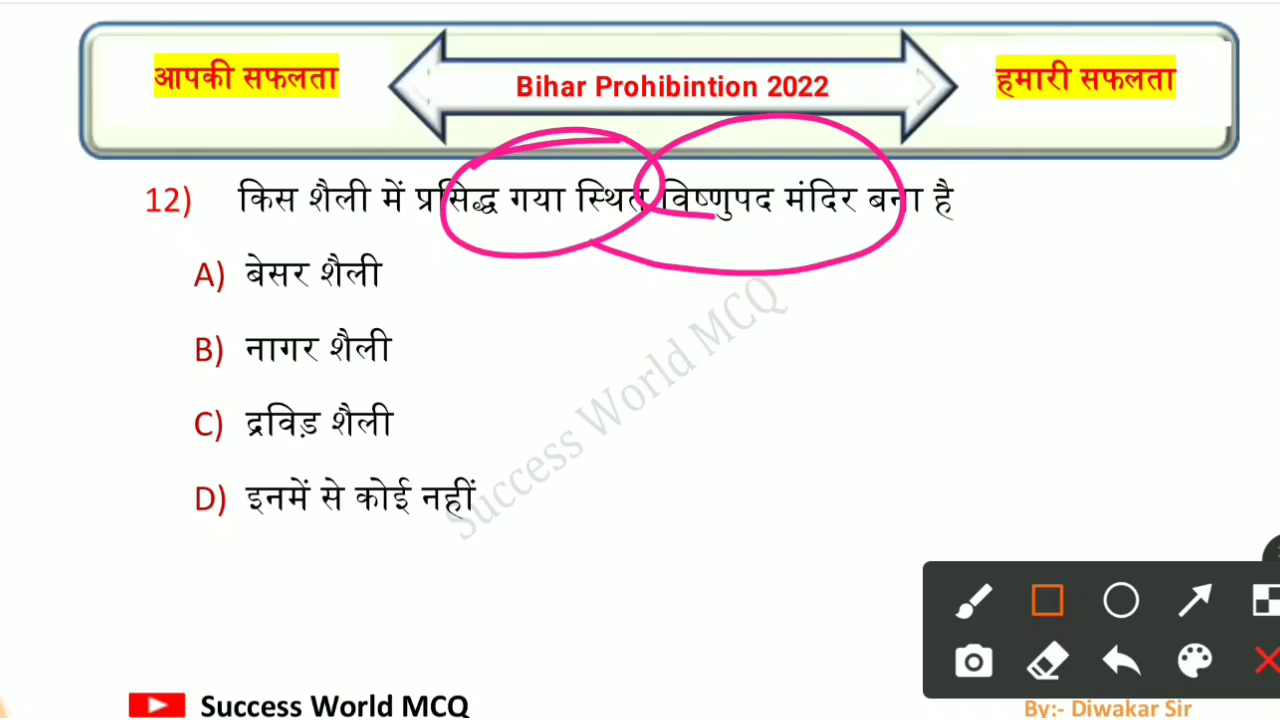 आपकी सफलता
Bihar Prohibintion 2022
हमारी सफलता
12) किस शैली में प्रसिद्ध गया स्थित विष्णुपद मंदिर बना है
A) बेसर शैली
B) नागर शैली
C) द्रविड़ शैली
D) इनमें से कोई नहीं
Success World MCQ
Success World MCQ
By:- Diwakar Sir